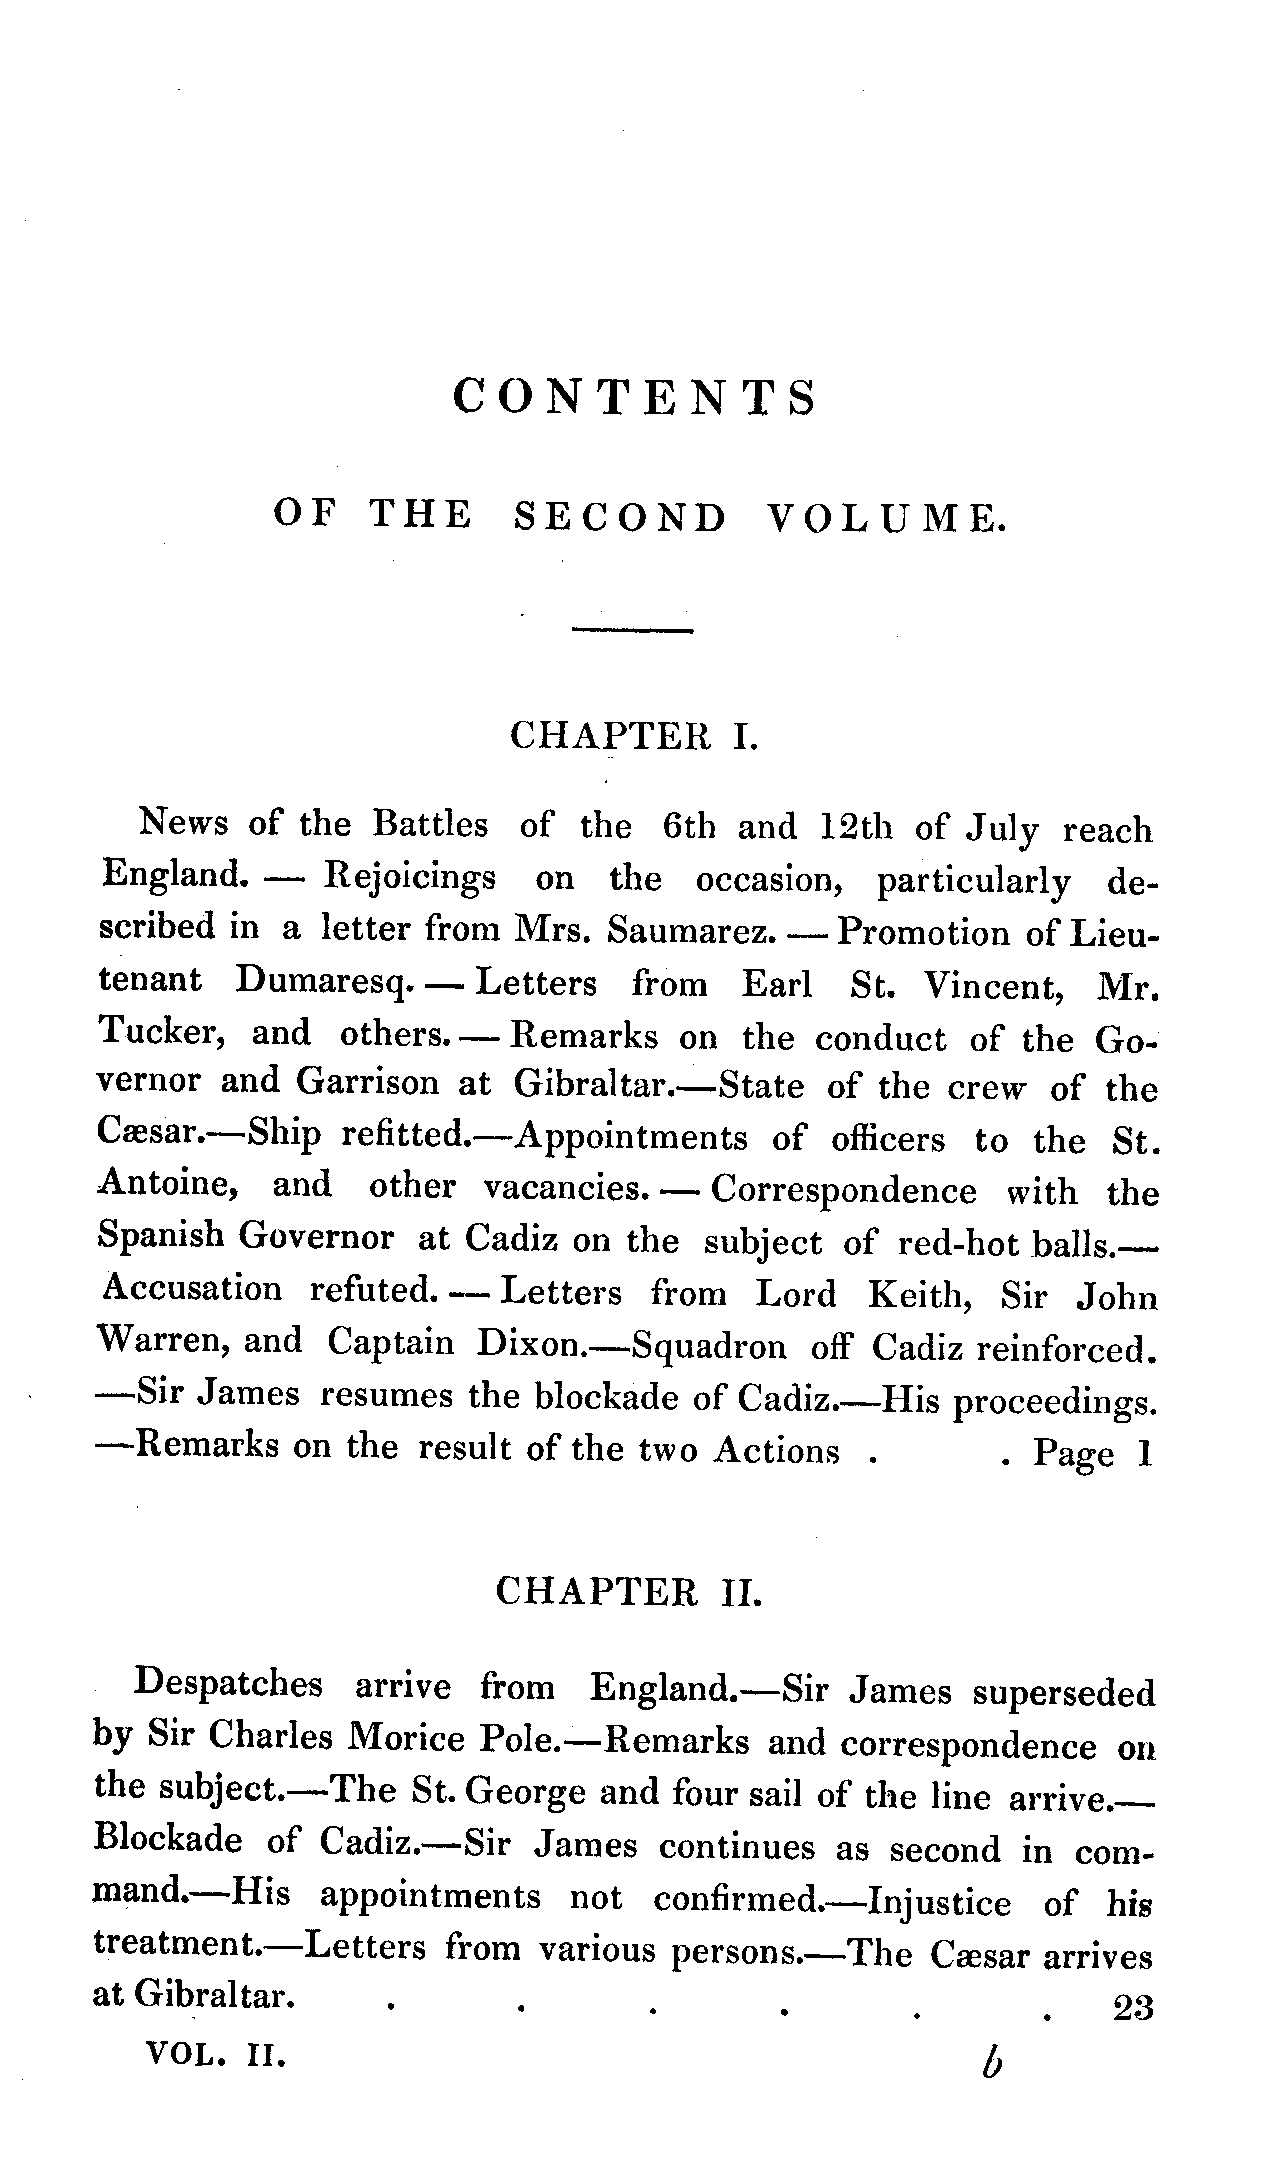 CONTENTS
OF THE SECOND VOLUME.
CHAPTER I.
News of the Battles of the 6th and 12th of July reach
England. — Rejoicings on the occasion, particularly de-
scribed in a letter from Mrs. Saumarez. — Promotion of Lieu-
tenant Dumaresq. — Letters from Earl St. Vincent, Mr.
Tucker, and others. — Remarks on the conduct of the Go-
vernor and Garrison at Gibraltar.—State of the crew of the
Cæsar.—Ship refitted.—Appointments of officers to the St.
Antoine, and other vacancies. — Correspondence with the
Spanish Governor at Cadiz on the subject of red-hot balls.—
Accusation refuted. — Letters from Lord Keith, Sir John
Warren, and Captain Dixon.—Squadron off Cadiz reinforced.
—Sir James resumes the blockade of Cadiz.—His proceedings.
—Remarks on the result of the two Actions . . Page 1
CHAPTER II.
Despatches arrive from England.—Sir James superseded
by Sir Charles Morice Pole.—Remarks and correspondence on
the subject.—The St. George and four sail of the line arrive.—
Blockade of Cadiz.—Sir James continues as second in com-
mand.—His appointments not confirmed.—Injustice of his
treatment.—Letters from various persons.—The Cæsar arrives
at Gibraltar. . . . . . . 23
VOL. II. b